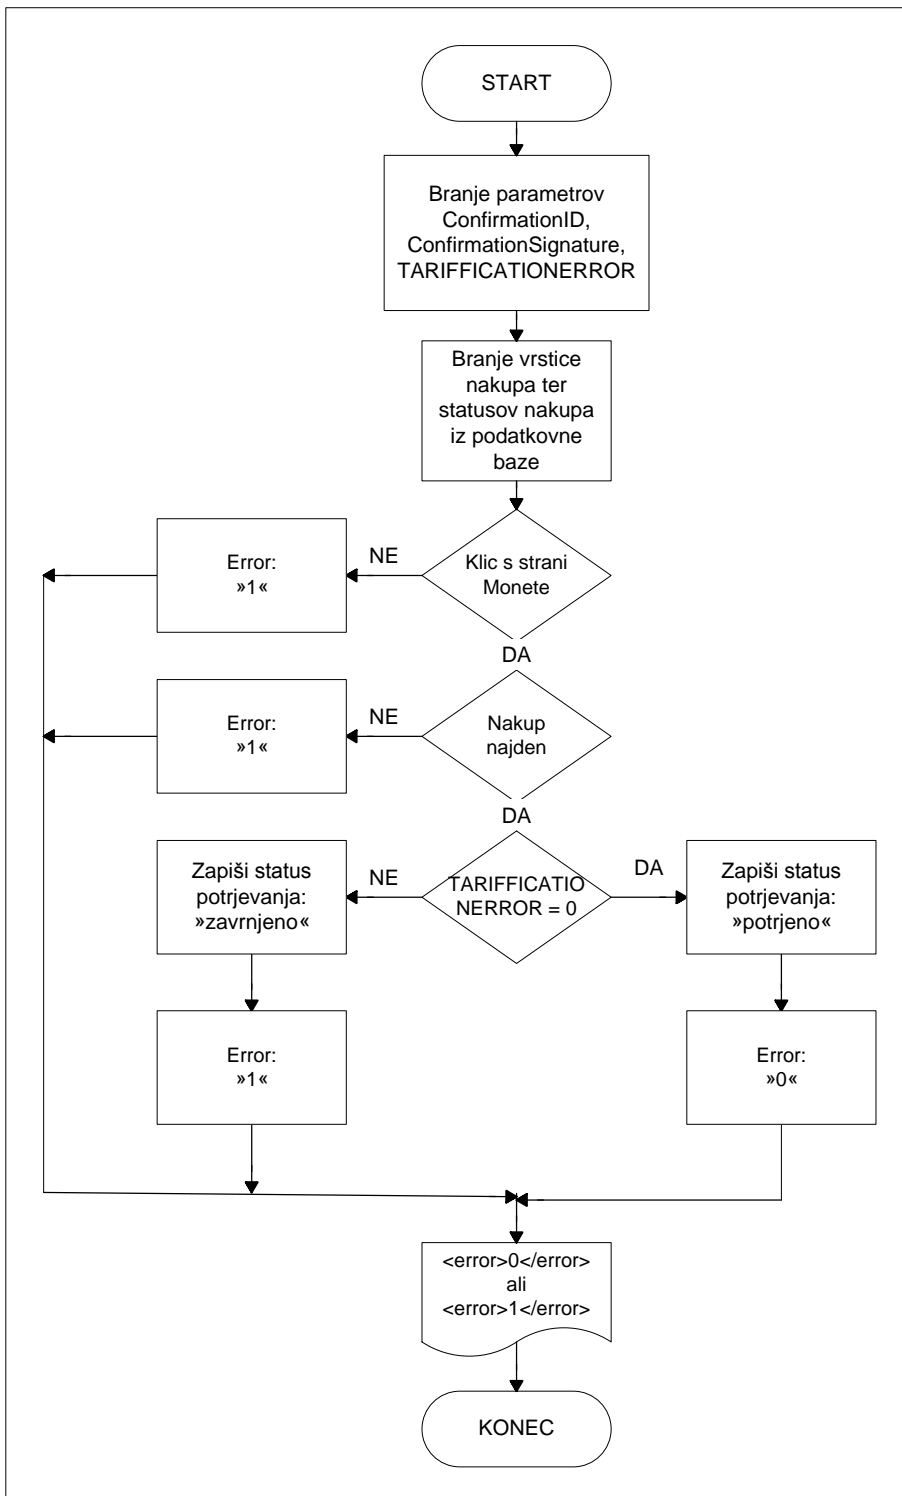 START
Branje parametrov
ConfirmationID,
ConfirmationSignature,
TARIFFICATIONERROR
Branje vrstice
nakupa ter
statusov nakupa
iz podatkovne
baze
Klic s strani
Monete
NE
Error:
»1«
DA
Nakup
najden
NE
Error:
»1«
DA
TARIFFICATIO
NERROR = 0
NE
Zapiši status
potrjevanja:
»zavrnjeno«
DA
Zapiši status
potrjevanja:
»potrjeno«
Error:
»1«
Error:
»0«
<error>0</error>
ali
<error>1</error>
KONEC